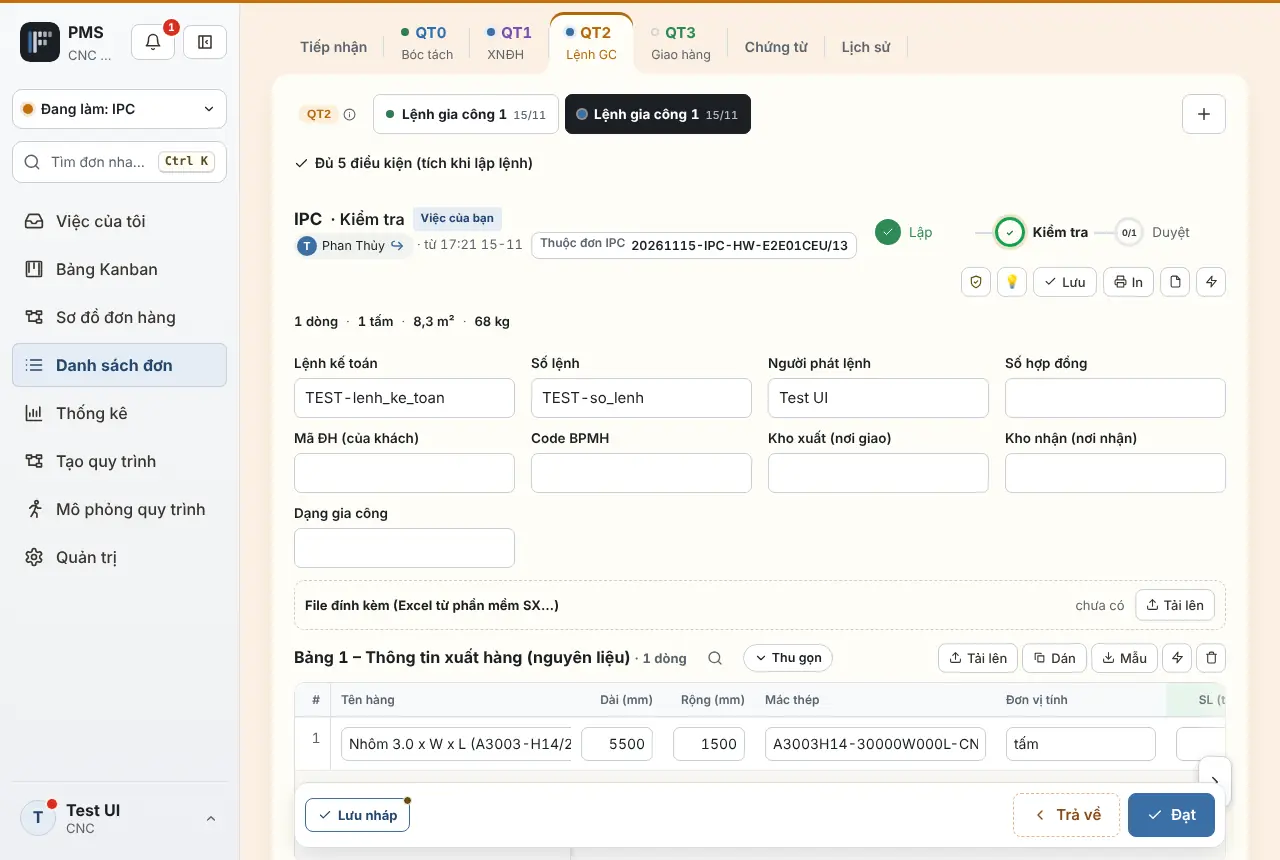 PMS
CNC ...
1
Đang làm: IPC
Tìm đơn nha... Ctrl K
Việc của tôi
Bảng Kanban
Sơ đồ đơn hàng
Danh sách đơn
Thống kê
Tạo quy trình
Mô phỏng quy trình
Quản trị
T
Test UI
CNC
Tiếp nhận
QT0
Bóc tách
QT1
XNĐH
QT2
Lệnh GC
QT3
Giao hàng
Chứng từ
Lịch sử
QT2
Lệnh gia công 1 15/11
Lệnh gia công 1 15/11
+
Đủ 5 điều kiện (tích khi lập lệnh)
IPC · Kiểm tra Việc của bạn
T Phan Thùy · từ 17:21 15-11 Thuộc đơn IPC 20261115-IPC-HW-E2E01CEU/13
Lập
Kiểm tra
0/1 Duyệt
Lưu
In
1 dòng · 1 tấm · 8,3 m² · 68 kg
Lệnh kế toán Số lệnh Người phát lệnh Số hợp đồng
TEST-lenh_ke_toan TEST-so_lenh Test UI
Mã ĐH (của khách) Code BPMH Kho xuất (nơi giao) Kho nhận (nơi nhận)
Dạng gia công
File đính kèm (Excel từ phần mềm SX...) chưa có Tải lên
Bảng 1 – Thông tin xuất hàng (nguyên liệu) · 1 dòng Thu gọn Tải lên Dán Mẫu
# Tên hàng Dài (mm) Rộng (mm) Mác thép Đơn vị tính SL (t
1 Nhôm 3.0 x W x L (A3003-H14/2 5500 1500 A3003H14-30000W000L-CN tấm
Lưu nháp Trả về Đạt